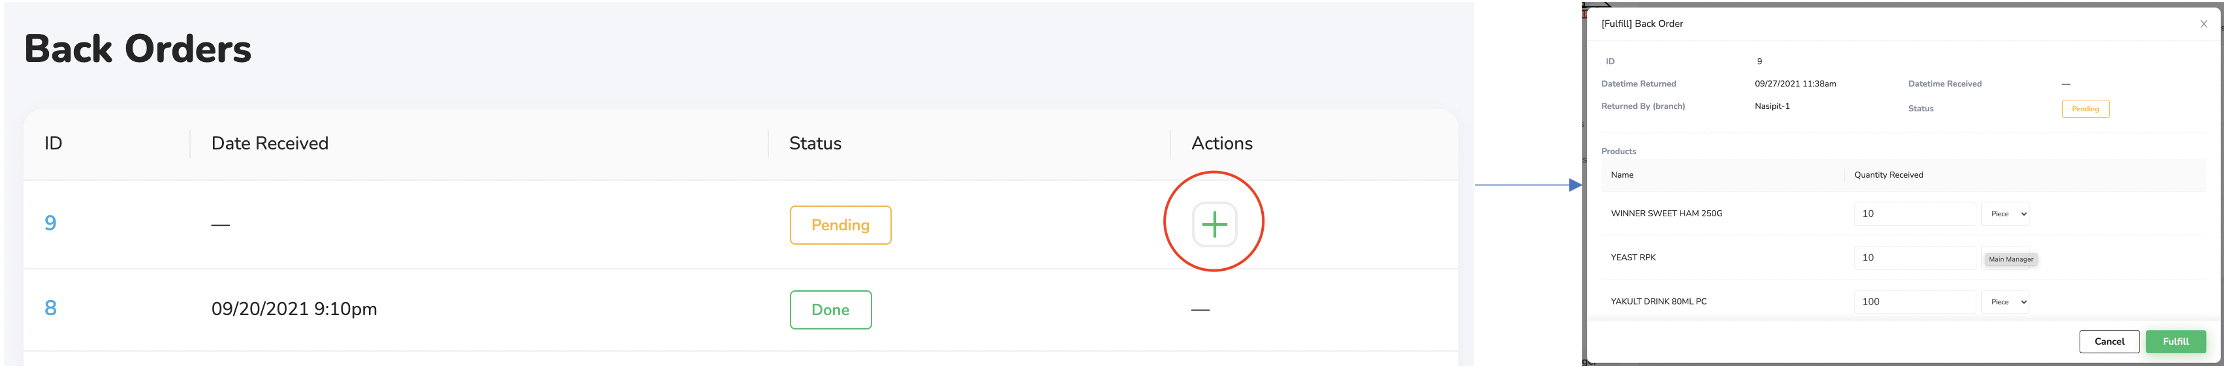 Back Orders
ID Date Received Status Actions
9 — Pending +
8 09/20/2021 9:10pm Done —
[Fulfill] Back Order
ID 9
Datetime Returned 09/27/2021 11:38am Datetime Received —
Returned By (branch) Nasipit-1 Status Pending
Products
Name Quantity Received
WINNER SWEET HAM 250G 10 Piece
YEAST RPK 10 Main Manager
YAKULT DRINK 80ML PC 100 Piece
Cancel Fulfill